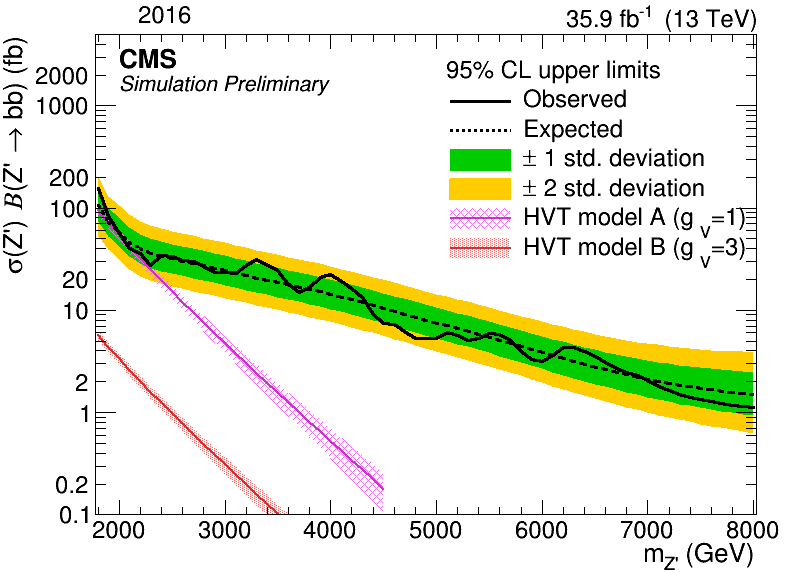 2016
35.9 fb⁻¹ (13 TeV)
CMS
Simulation Preliminary
95% CL upper limits
Observed
Expected
± 1 std. deviation
± 2 std. deviation
HVT model A (g_v=1)
HVT model B (g_v=3)
σ(Z') B(Z' → bb) (fb)
2000
1000
200
100
20
10
2
1
0.2
0.1
2000 3000 4000 5000 6000 7000 8000
m_Z' (GeV)